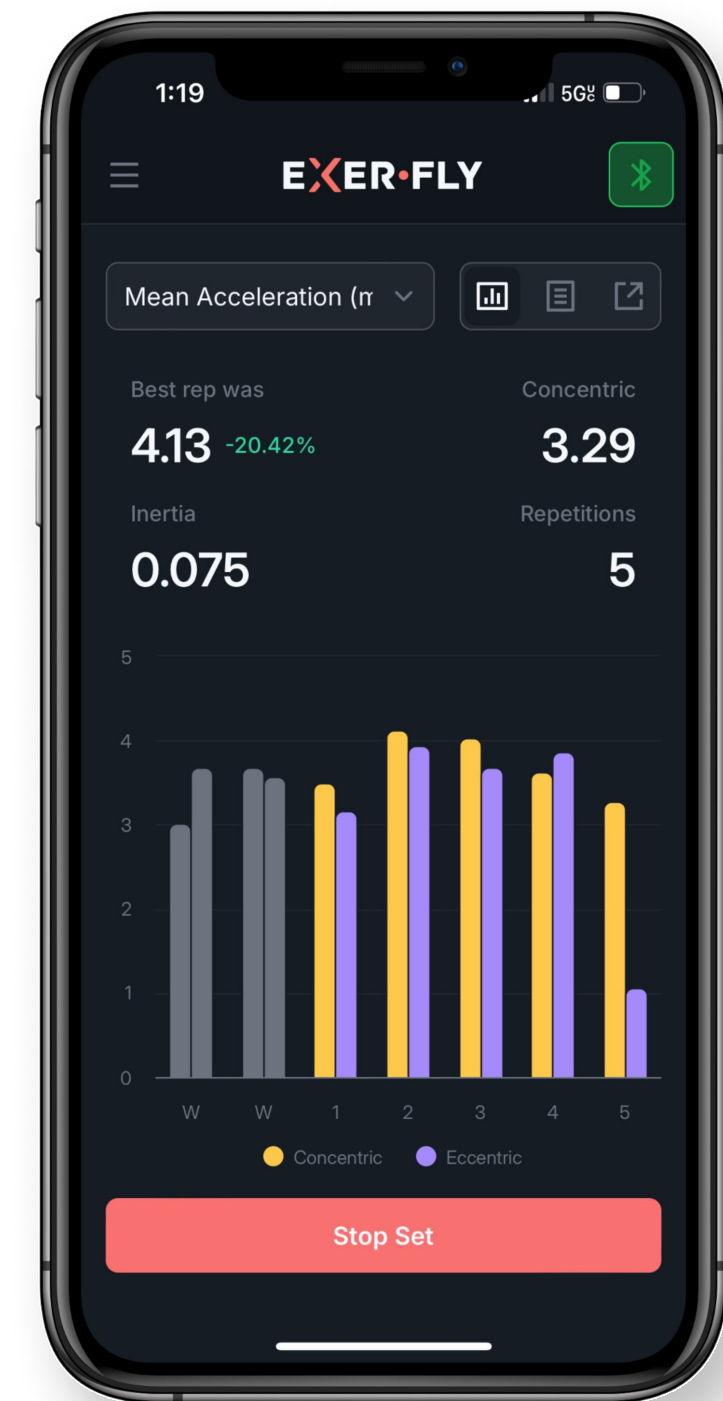 1:19
5G
EXER•FLY
Mean Acceleration (m
Best rep was
Concentric
4.13 -20.42%
3.29
Inertia
Repetitions
0.075
5
5
4
3
2
1
0
W W 1 2 3 4 5
Concentric Eccentric
Stop Set